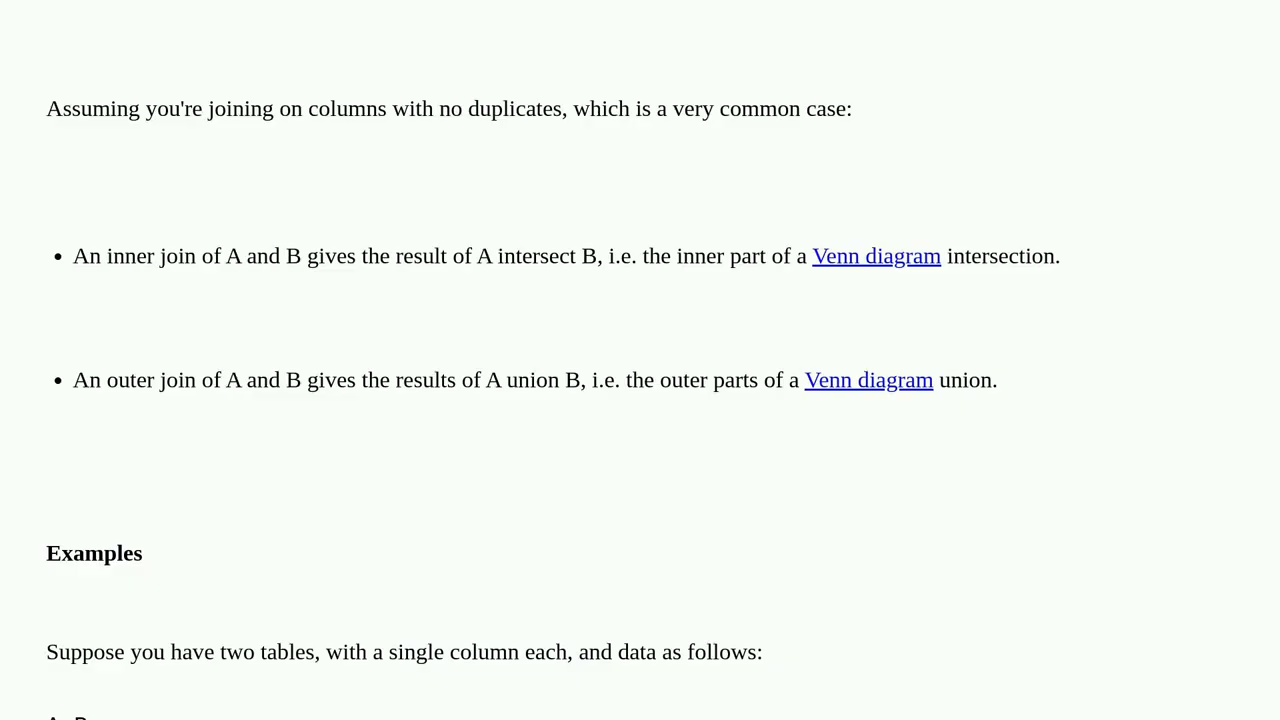 Assuming you're joining on columns with no duplicates, which is a very common case:
• An inner join of A and B gives the result of A intersect B, i.e. the inner part of a Venn diagram intersection.
• An outer join of A and B gives the results of A union B, i.e. the outer parts of a Venn diagram union.
Examples
Suppose you have two tables, with a single column each, and data as follows: